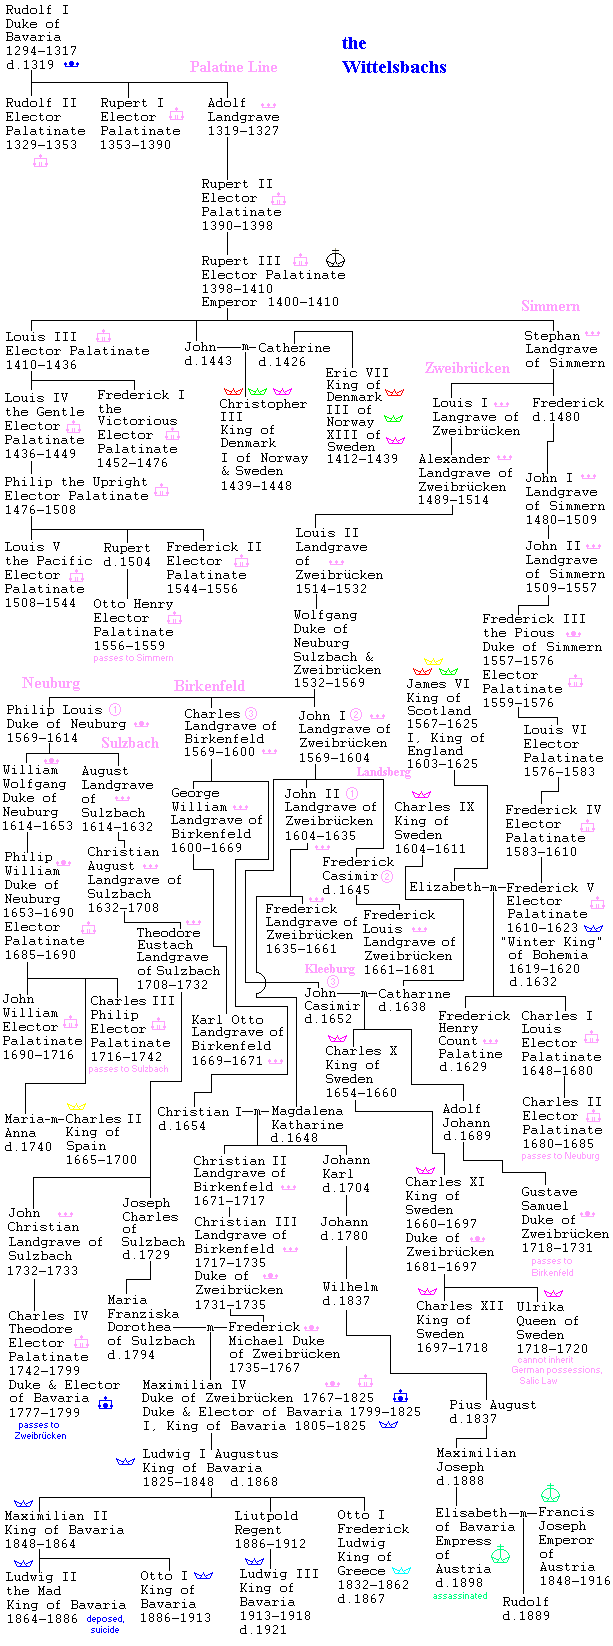 Rudolf I
Duke of
Bavaria
1294–1317
d.1319
the
Wittelsbachs
Palatine Line
Rudolf II
Elector
Palatinate
1329–1353
Rupert I
Elector
Palatinate
1353–1390
Adolf
Landgrave
1319–1327
Rupert II
Elector
Palatinate
1390–1398
Rupert III
Elector Palatinate
1398–1410
Emperor 1400–1410
Simmern
Louis III
Elector Palatinate
1410–1436
John
d.1443
m
Catherine
d.1426
Stephan
Landgrave
of Simmern
Zweibrücken
Eric VII
King of
Denmark
III of
Norway
XIII of
Sweden
1412–1439
Louis IV
the Gentle
Elector
Palatinate
1436–1449
Frederick I
the
Victorious
Elector
Palatinate
1452–1476
Christopher
III
King of
Denmark
I of Norway
& Sweden
1439–1448
Louis I
Langrave of
Zweibrücken
Frederick
d.1480
Philip the Upright
Elector Palatinate
1476–1508
Alexander
Landgrave of
Zweibrücken
1489–1514
John I
Landgrave
of Simmern
1480–1509
Louis V
the Pacific
Elector
Palatinate
1508–1544
Rupert
d.1504
Frederick II
Elector
Palatinate
1544–1556
Louis II
Landgrave
of
Zweibrücken
1514–1532
John II
Landgrave
of Simmern
1509–1557
Otto Henry
Elector
Palatinate
1556–1559
passes to Simmern
Wolfgang
Duke of
Neuburg
Sulzbach &
Zweibrücken
1532–1569
Frederick III
the Pious
Duke of Simmern
1557–1576
Elector
Palatinate
1559–1576
Neuburg
Birkenfeld
James VI
King of
Scotland
1567–1625
I, King of
England
1603–1625
Philip Louis 1
Duke of Neuburg
1569–1614
Charles 3
Landgrave of
Birkenfeld
1569–1600
John I 2
Landgrave of
Zweibrücken
1569–1604
Louis VI
Elector
Palatinate
1576–1583
Sulzbach
Landsberg
William
Wolfgang
Duke of
Neuburg
1614–1653
August
Landgrave
of
Sulzbach
1614–1632
George
William
Landgrave of
Birkenfeld
1600–1669
John II 1
Landgrave of
Zweibrücken
1604–1635
Charles IX
King of
Sweden
1604–1611
Frederick IV
Elector
Palatinate
1583–1610
Philip
William
Duke of
Neuburg
1653–1690
Elector
Palatinate
1685–1690
Christian
August
Landgrave of
Sulzbach
1632–1708
Frederick
Casimir 2
d.1645
Elizabeth
m
Frederick V
Elector
Palatinate
1610–1623
"Winter King"
of Bohemia
1619–1620
d.1632
Theodore
Eustach
Landgrave
of Sulzbach
1708–1732
Frederick
Landgrave of
Zweibrücken
1635–1661
Frederick
Louis
Landgrave of
Zweibrücken
1661–1681
Kleeburg
3
John
Casimir
d.1652
m
Catharine
d.1638
John
William
Elector
Palatinate
1690–1716
Charles III
Philip
Elector
Palatinate
1716–1742
passes to Sulzbach
Karl Otto
Landgrave of
Birkenfeld
1669–1671
Frederick
Henry
Count
Palatine
d.1629
Charles I
Louis
Elector
Palatinate
1648–1680
Charles X
King of
Sweden
1654–1660
Maria
Anna
d.1740
m
Charles II
King of
Spain
1665–1700
Christian I
d.1654
m
Magdalena
Katharine
d.1648
Adolf
Johann
d.1689
Charles II
Elector
Palatinate
1680–1685
passes to Neuburg
Christian II
Landgrave of
Birkenfeld
1671–1717
Johann
Karl
d.1704
Charles XI
King of
Sweden
1660–1697
Duke of
Zweibrücken
1681–1697
Gustave
Samuel
Duke of
Zweibrücken
1718–1731
passes to
Birkenfeld
John
Christian
Landgrave of
Sulzbach
1732–1733
Joseph
Charles
of
Sulzbach
d.1729
Christian III
Landgrave of
Birkenfeld
1717–1735
Duke of
Zweibrücken
1731–1735
Johann
d.1780
Wilhelm
d.1837
Charles IV
Theodore
Elector
Palatinate
1742–1799
Duke & Elector
of Bavaria
1777–1799
passes to
Zweibrücken
Maria
Franziska
Dorothea
of Sulzbach
d.1794
m
Frederick
Michael Duke
of Zweibrücken
1735–1767
Charles XII
King of
Sweden
1697–1718
Ulrika
Queen of
Sweden
1718–1720
cannot inherit
German possessions,
Salic Law
Maximilian IV
Duke of Zweibrücken 1767–1825
Duke & Elector of Bavaria 1799–1825
I, King of Bavaria 1805–1825
Pius August
d.1837
Ludwig I Augustus
King of Bavaria
1825–1848 d.1868
Maximilian
Joseph
d.1888
Maximilian II
King of Bavaria
1848–1864
Liutpold
Regent
1886–1912
Otto I
Frederick
Ludwig
King of
Greece
1832–1862
d.1867
Elisabeth
of Bavaria
Empress
of
Austria
d.1898
assassinated
m
Francis
Joseph
Emperor
of
Austria
1848–1916
Ludwig II
the Mad
King of Bavaria
1864–1886 deposed,
suicide
Otto I
King of
Bavaria
1886–1913
Ludwig III
King of
Bavaria
1913–1918
d.1921
Rudolf
d.1889